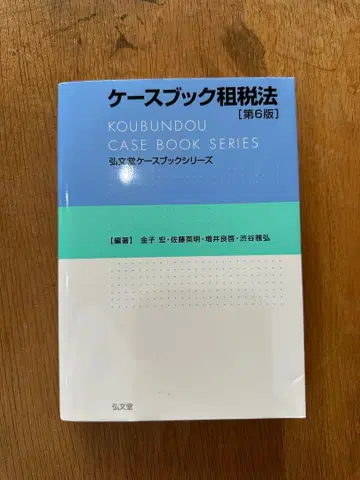 ケースブック租税法
[第6版]
KOUBUNDOU
CASE BOOK SERIES
弘文堂ケースブックシリーズ
【編著】 金子 宏・佐藤英明・増井良啓・渋谷雅弘
弘文堂